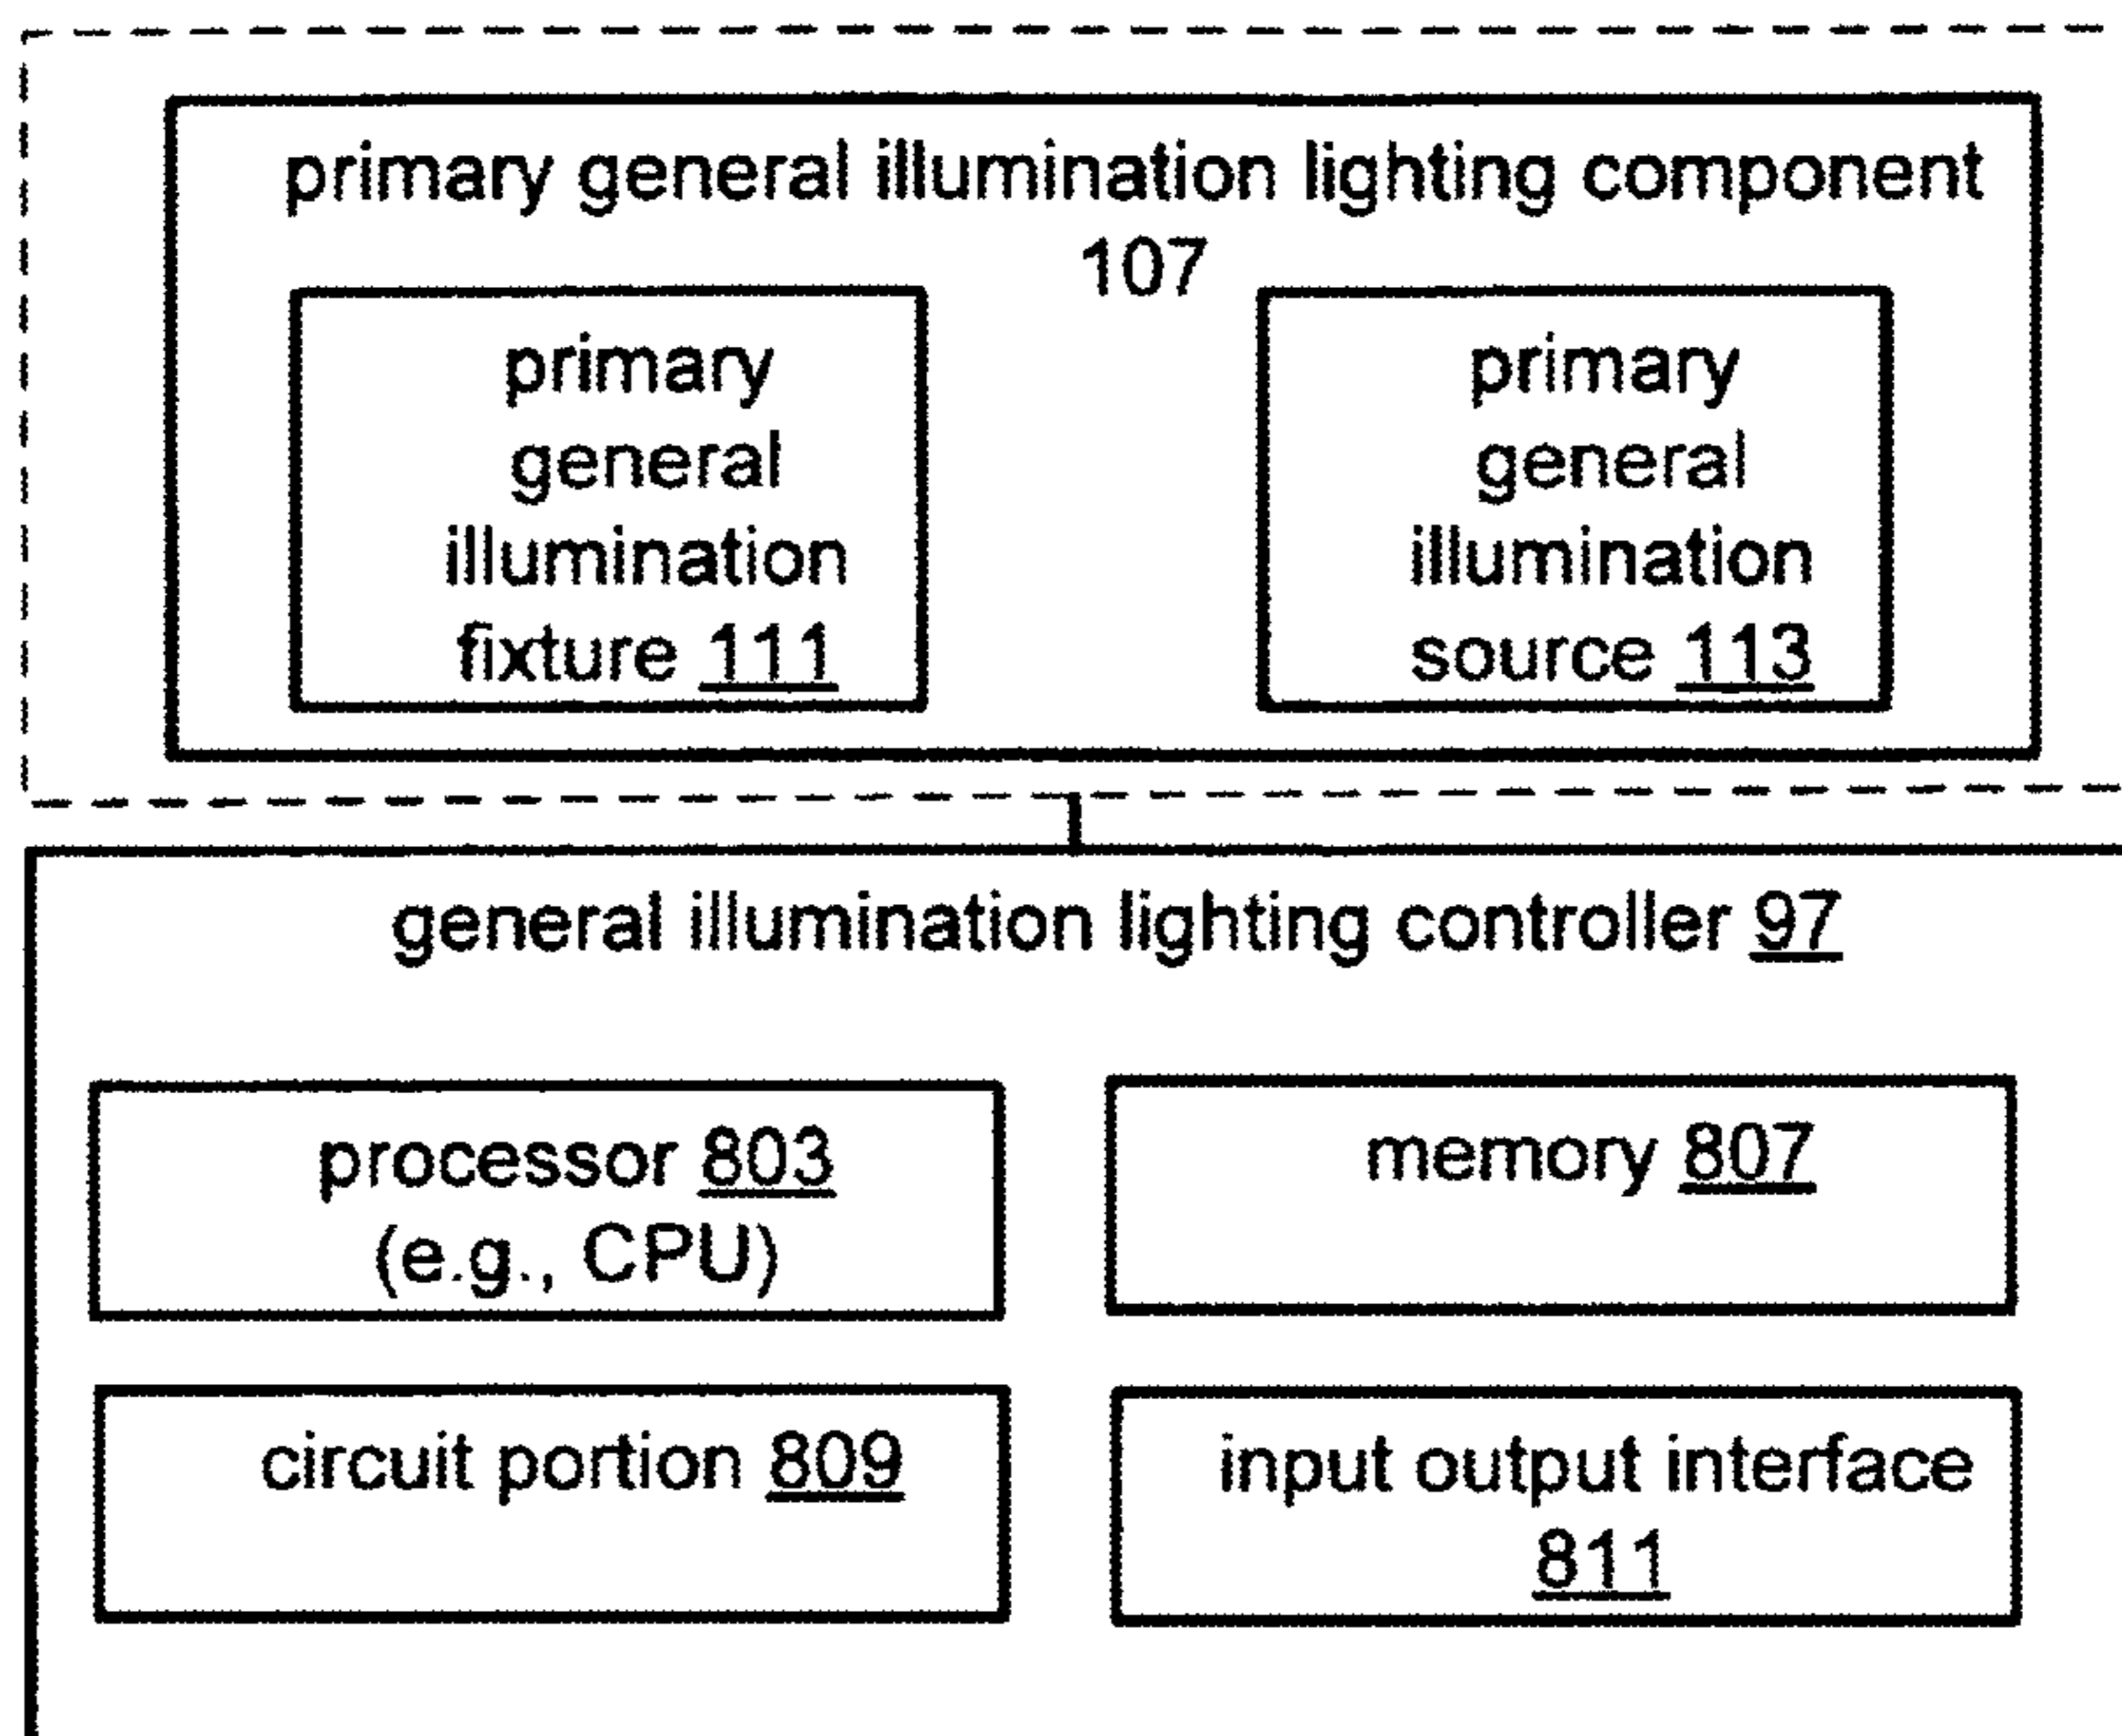 primary general illumination lighting component
107
primary
general
illumination
fixture 111
primary
general
illumination
source 113
general illumination lighting controller 97
processor 803
(e.g., CPU)
memory 807
circuit portion 809
input output interface
811